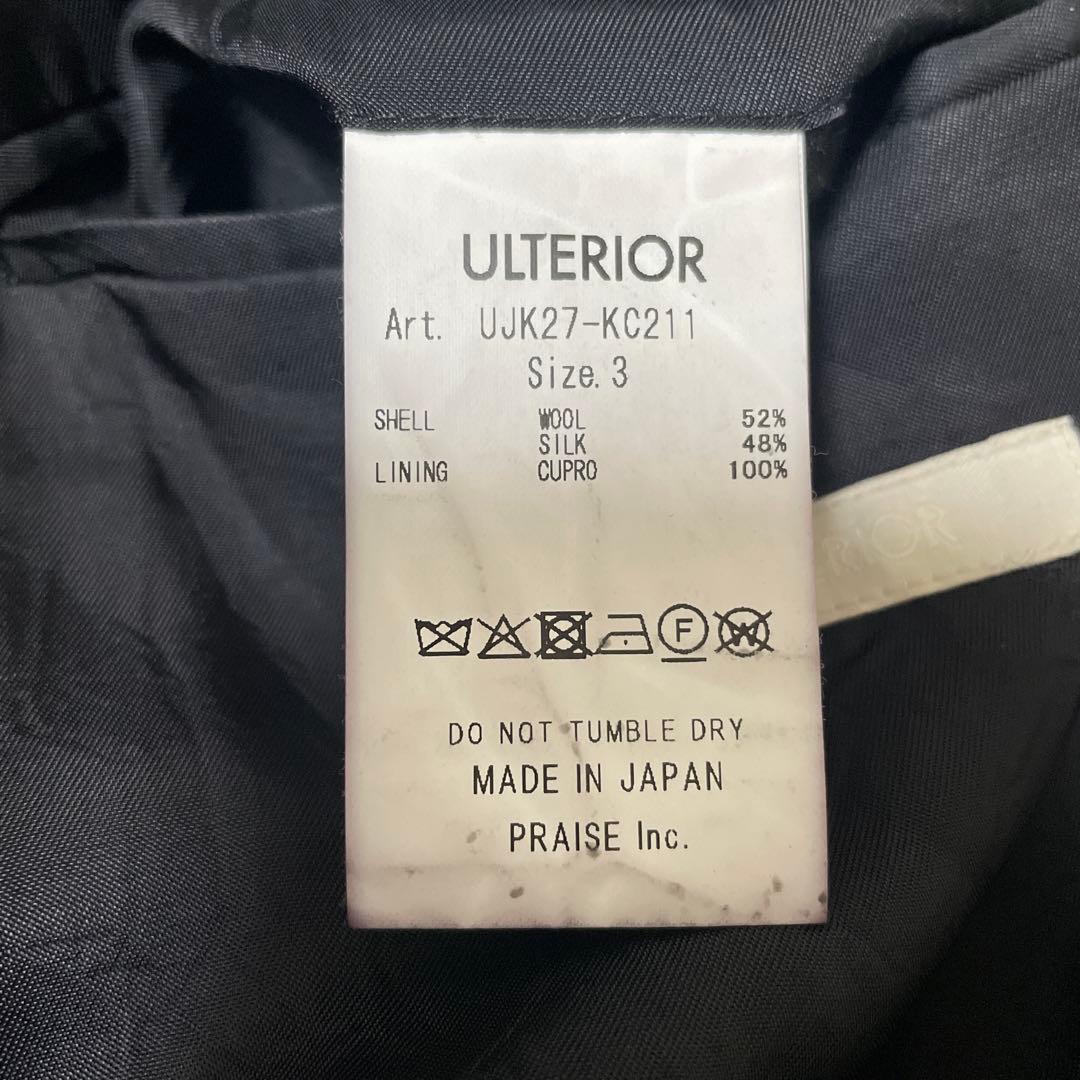 ULTERIOR
Art. UJK27-KC211
Size. 3
SHELL WOOL 52%
SILK 48%
LINING CUPRO 100%
F W
DO NOT TUMBLE DRY
MADE IN JAPAN
PRAISE Inc.
RIOR